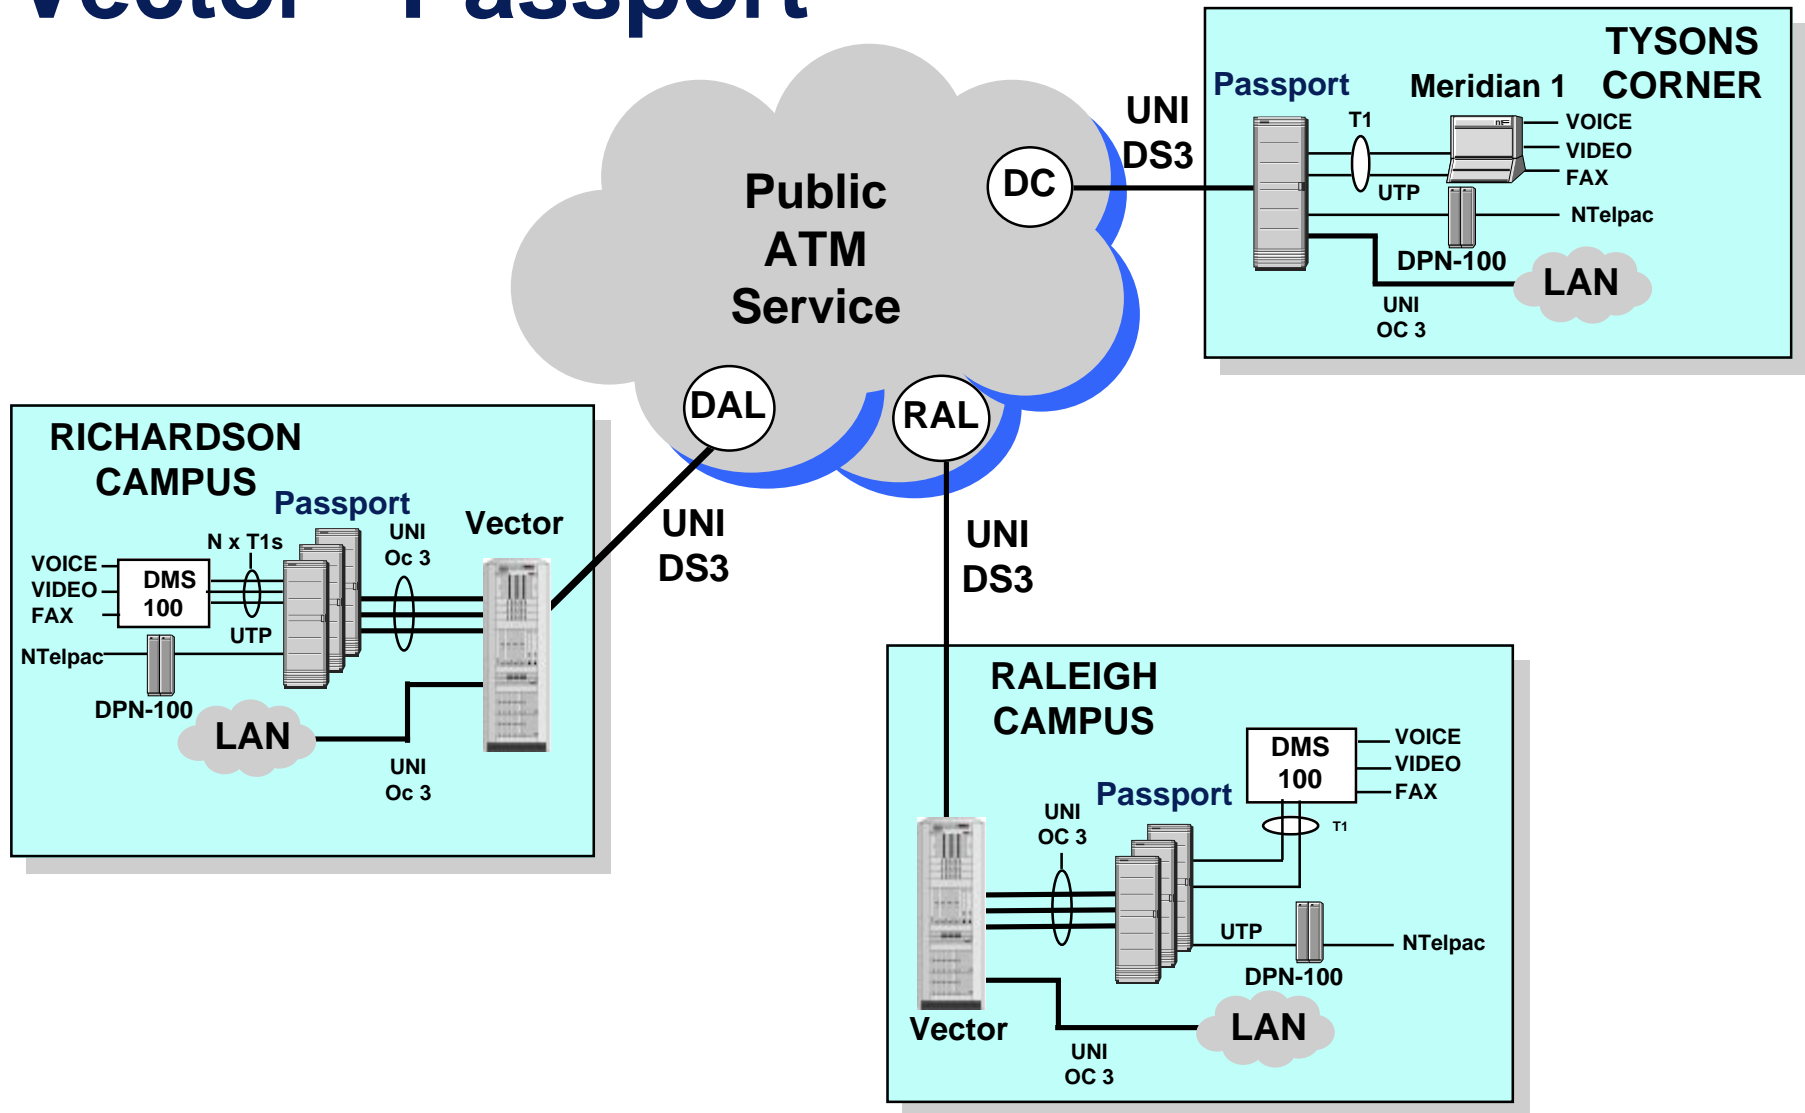 Vector Passport
TYSONS
CORNER
Passport
Meridian 1
T1
VOICE
VIDEO
FAX
UTP
NTelpac
DPN-100
LAN
UNI
OC 3
UNI
DS3
DC
Public
ATM
Service
DAL
RAL
RICHARDSON
CAMPUS
Passport
Vector
N x T1s
UNI
Oc 3
VOICE
VIDEO
FAX
DMS
100
UTP
NTelpac
DPN-100
LAN
UNI
Oc 3
UNI
DS3
UNI
DS3
RALEIGH
CAMPUS
DMS
100
VOICE
VIDEO
FAX
Passport
T1
UNI
OC 3
UTP
NTelpac
DPN-100
Vector
LAN
UNI
OC 3